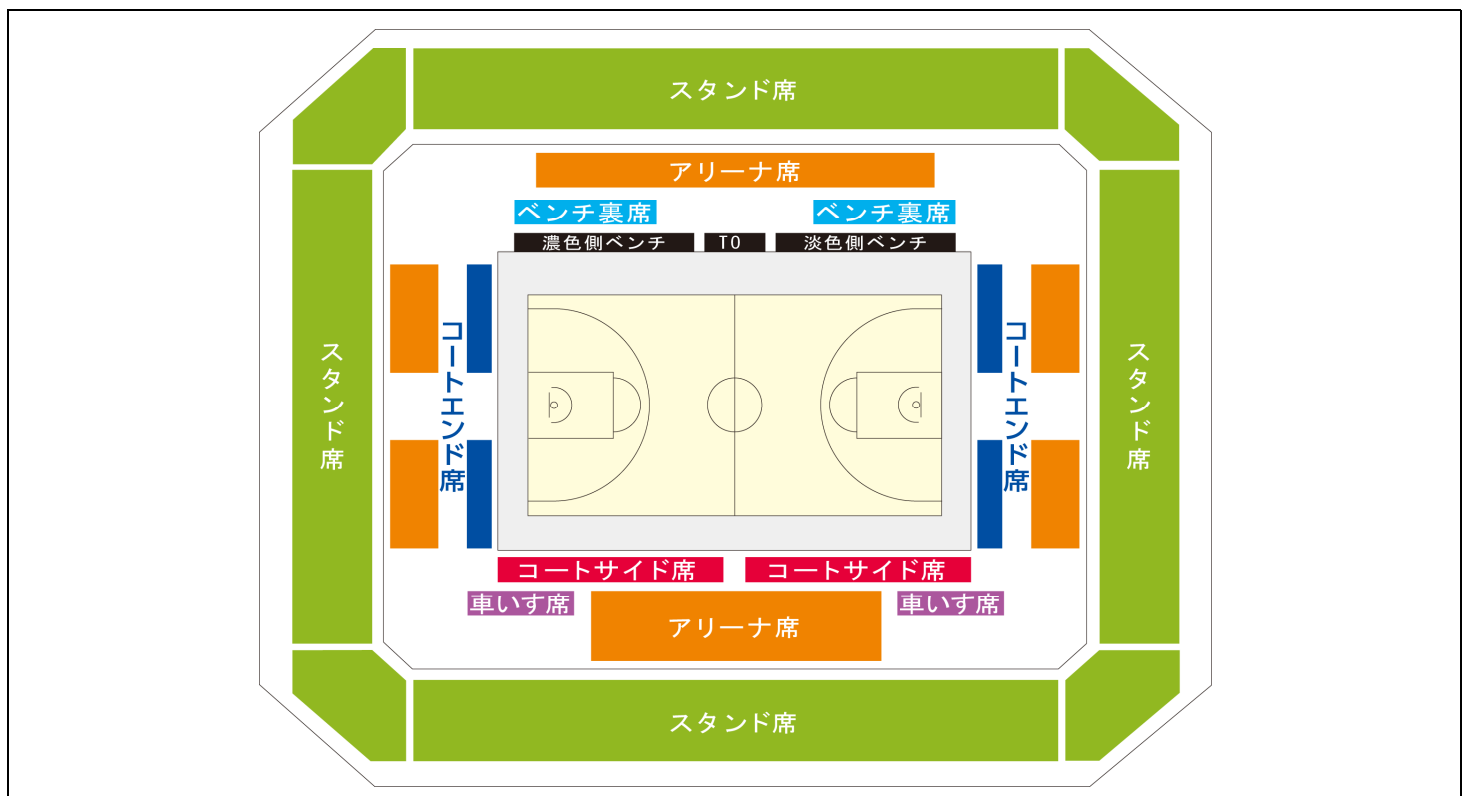 スタンド席
アリーナ席
ベンチ裏席
ベンチ裏席
濃色側ベンチ
TO
淡色側ベンチ
スタンド席
コートエンド席
コートエンド席
スタンド席
コートサイド席
コートサイド席
車いす席
車いす席
アリーナ席
スタンド席